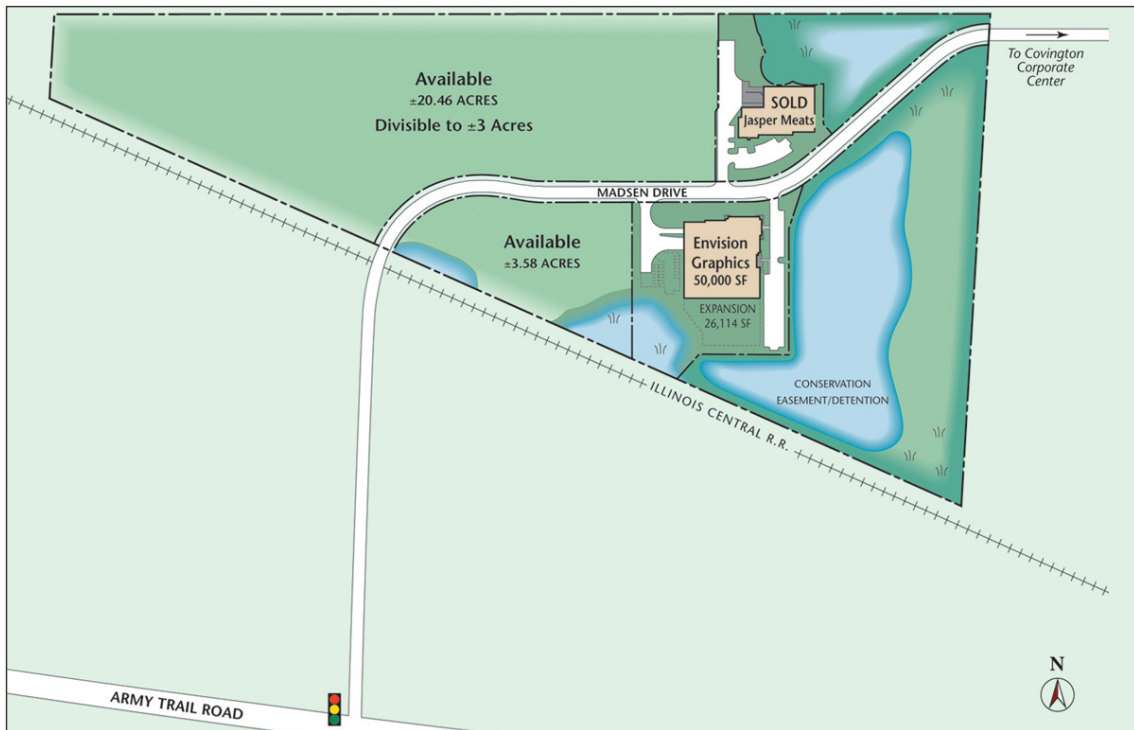 Available
±20.46 ACRES
Divisible to ±3 Acres
SOLD
Jasper Meats
To Covington
Corporate
Center
MADSEN DRIVE
Available
±3.58 ACRES
Envision
Graphics
50,000 SF
EXPANSION
26,114 SF
CONSERVATION
EASEMENT/DETENTION
ILLINOIS CENTRAL R.R.
ARMY TRAIL ROAD
N